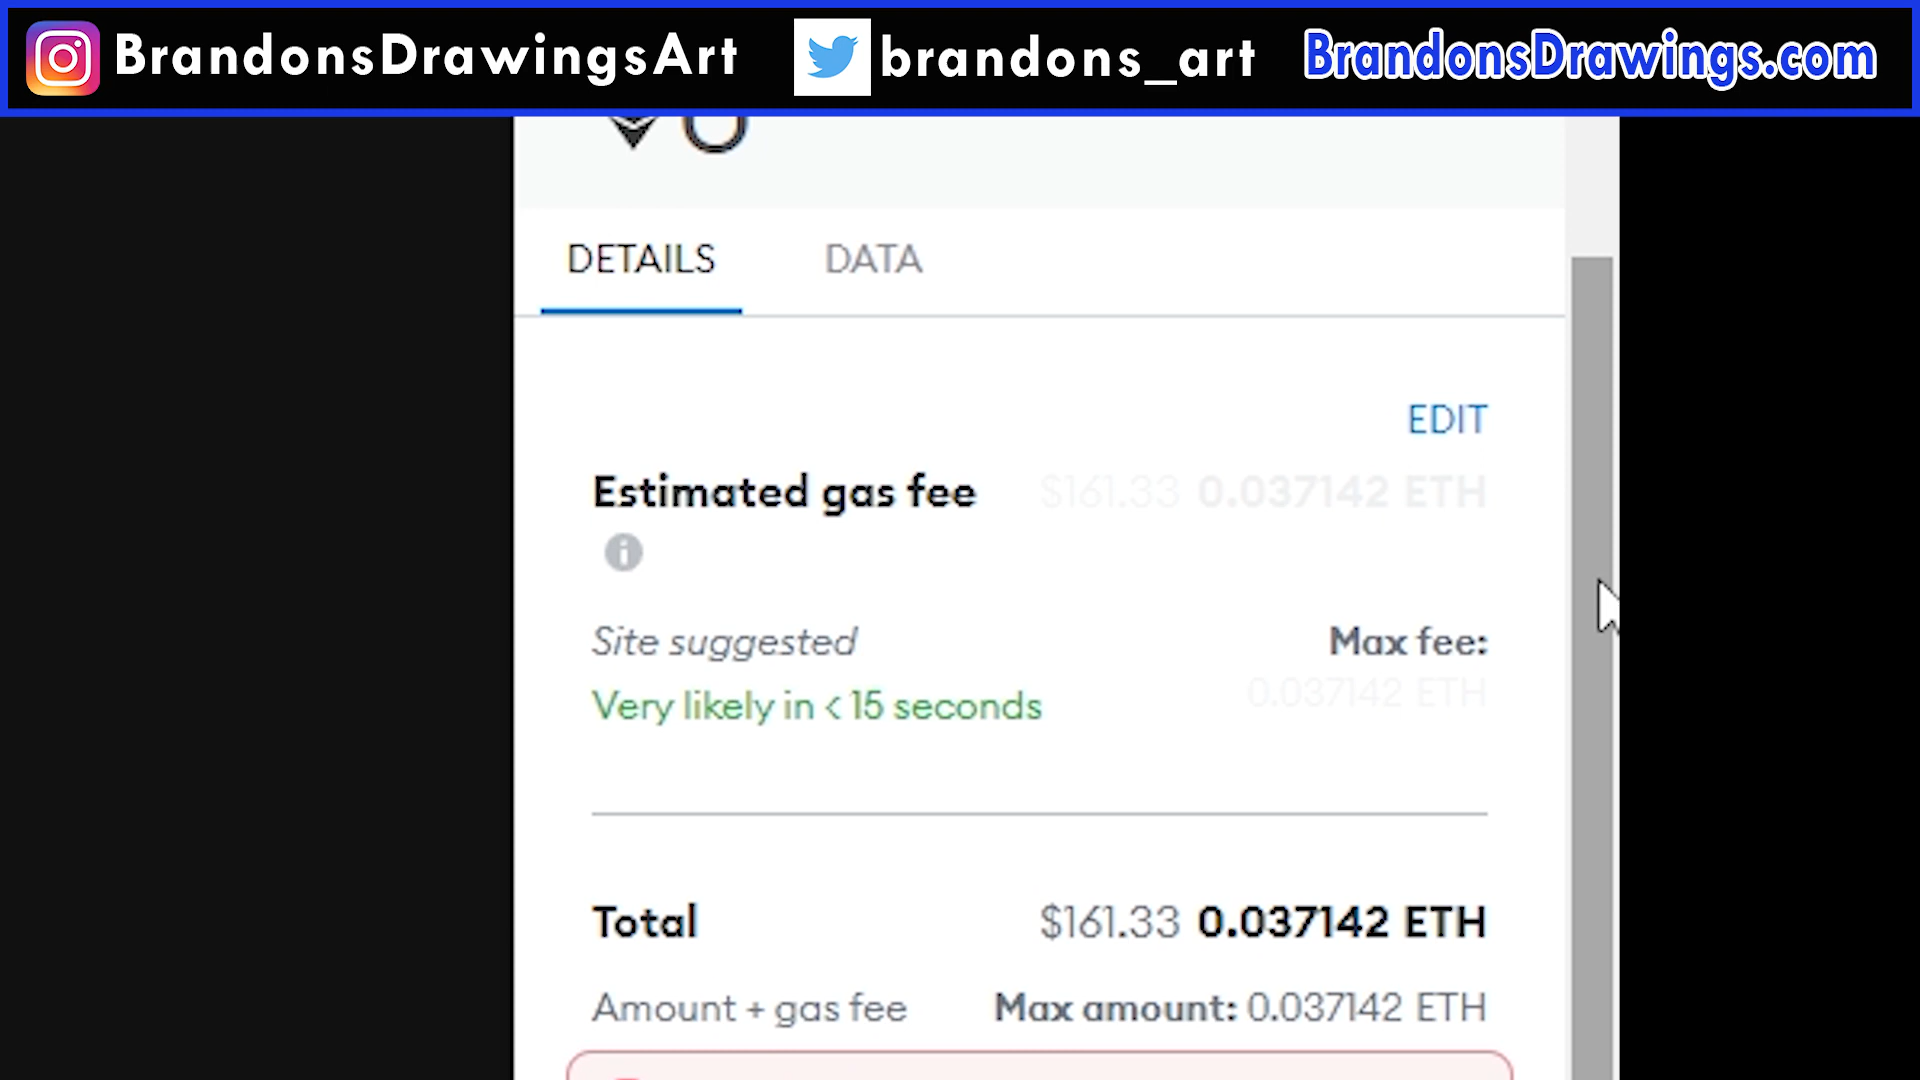 BrandonsDrawingsArt brandons_art BrandonsDrawings.com
0
DETAILS DATA
EDIT
Estimated gas fee $161.33 0.037142 ETH
Site suggested Max fee:
Very likely in < 15 seconds 0.037142 ETH
Total $161.33 0.037142 ETH
Amount + gas fee Max amount: 0.037142 ETH